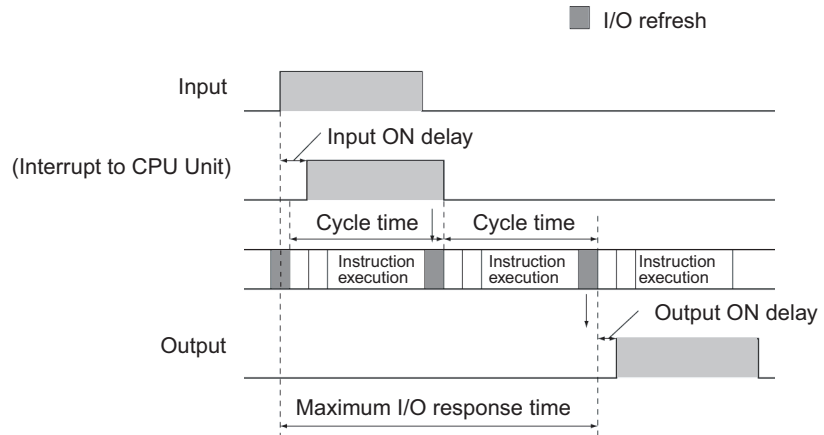 I/O refresh
Input
Input ON delay
(Interrupt to CPU Unit)
Cycle time
Cycle time
Instruction
execution
Instruction
execution
Instruction
execution
Output ON delay
Output
Maximum I/O response time